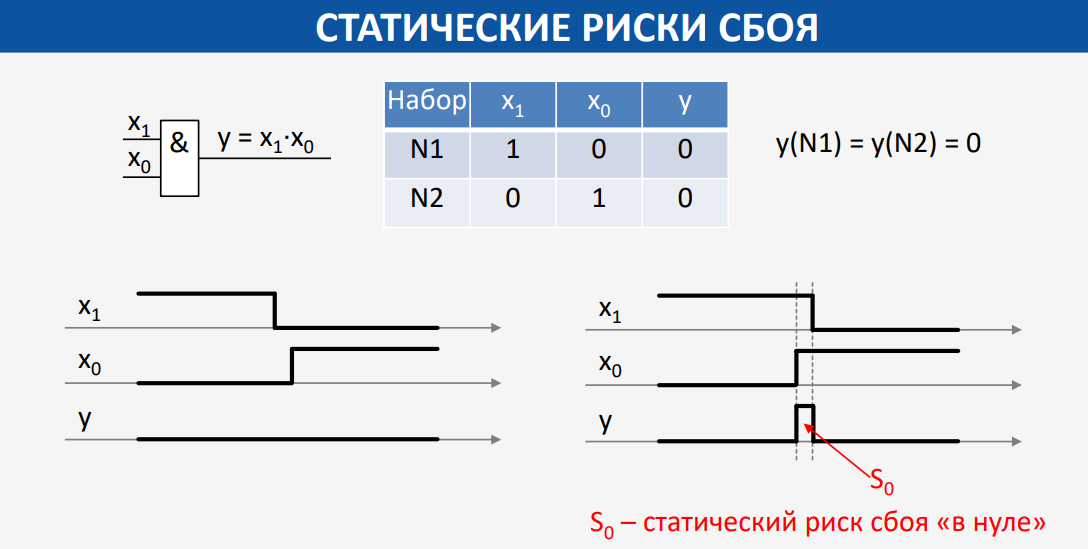 СТАТИЧЕСКИЕ РИСКИ СБОЯ
x₁
x₀
&
y = x₁·x₀
Набор x₁ x₀ y
N1 1 0 0
N2 0 1 0
y(N1) = y(N2) = 0
x₁
x₀
y
x₁
x₀
y
S₀
S₀ – статический риск сбоя «в нуле»